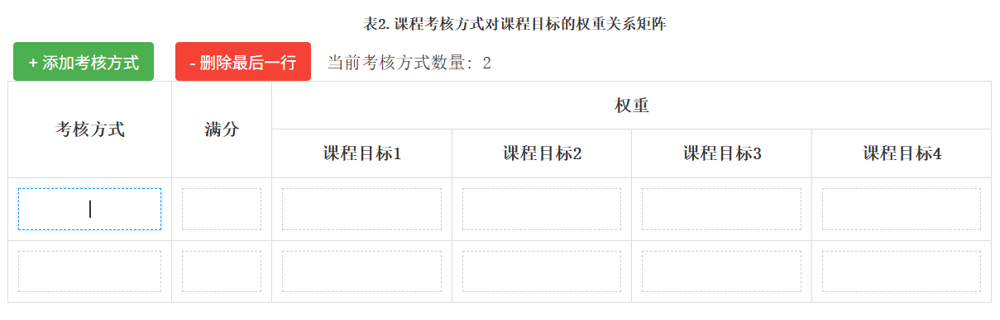 表2. 课程考核方式对课程目标的权重关系矩阵
+ 添加考核方式 - 删除最后一行 当前考核方式数量: 2
考核方式 满分 权重
课程目标1 课程目标2 课程目标3 课程目标4